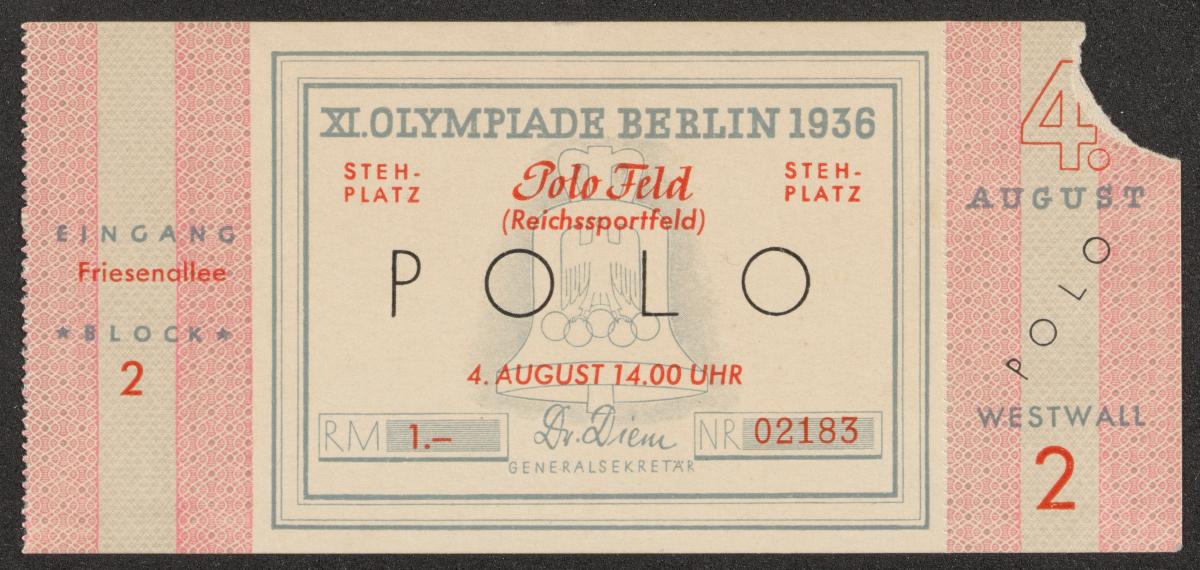 EINGANG
Friesenallee
★BLOCK★
2
XI.OLYMPIADE BERLIN 1936
STEH-
PLATZ
Polo Feld
(Reichssportfeld)
STEH-
PLATZ
POLO
4. AUGUST 14.00 UHR
RM 1.—
Dr. Diem
GENERALSEKRETÄR
NR 02183
4.
AUGUST
POLO
WESTWALL
2